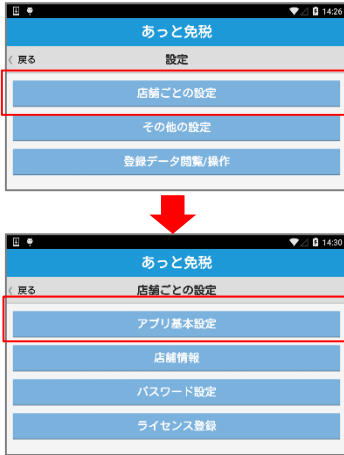 14:26
あっと免税
戻る 設定
店舗ごとの設定
その他の設定
登録データ閲覧/操作
14:30
あっと免税
戻る 店舗ごとの設定
アプリ基本設定
店舗情報
パスワード設定
ライセンス登録